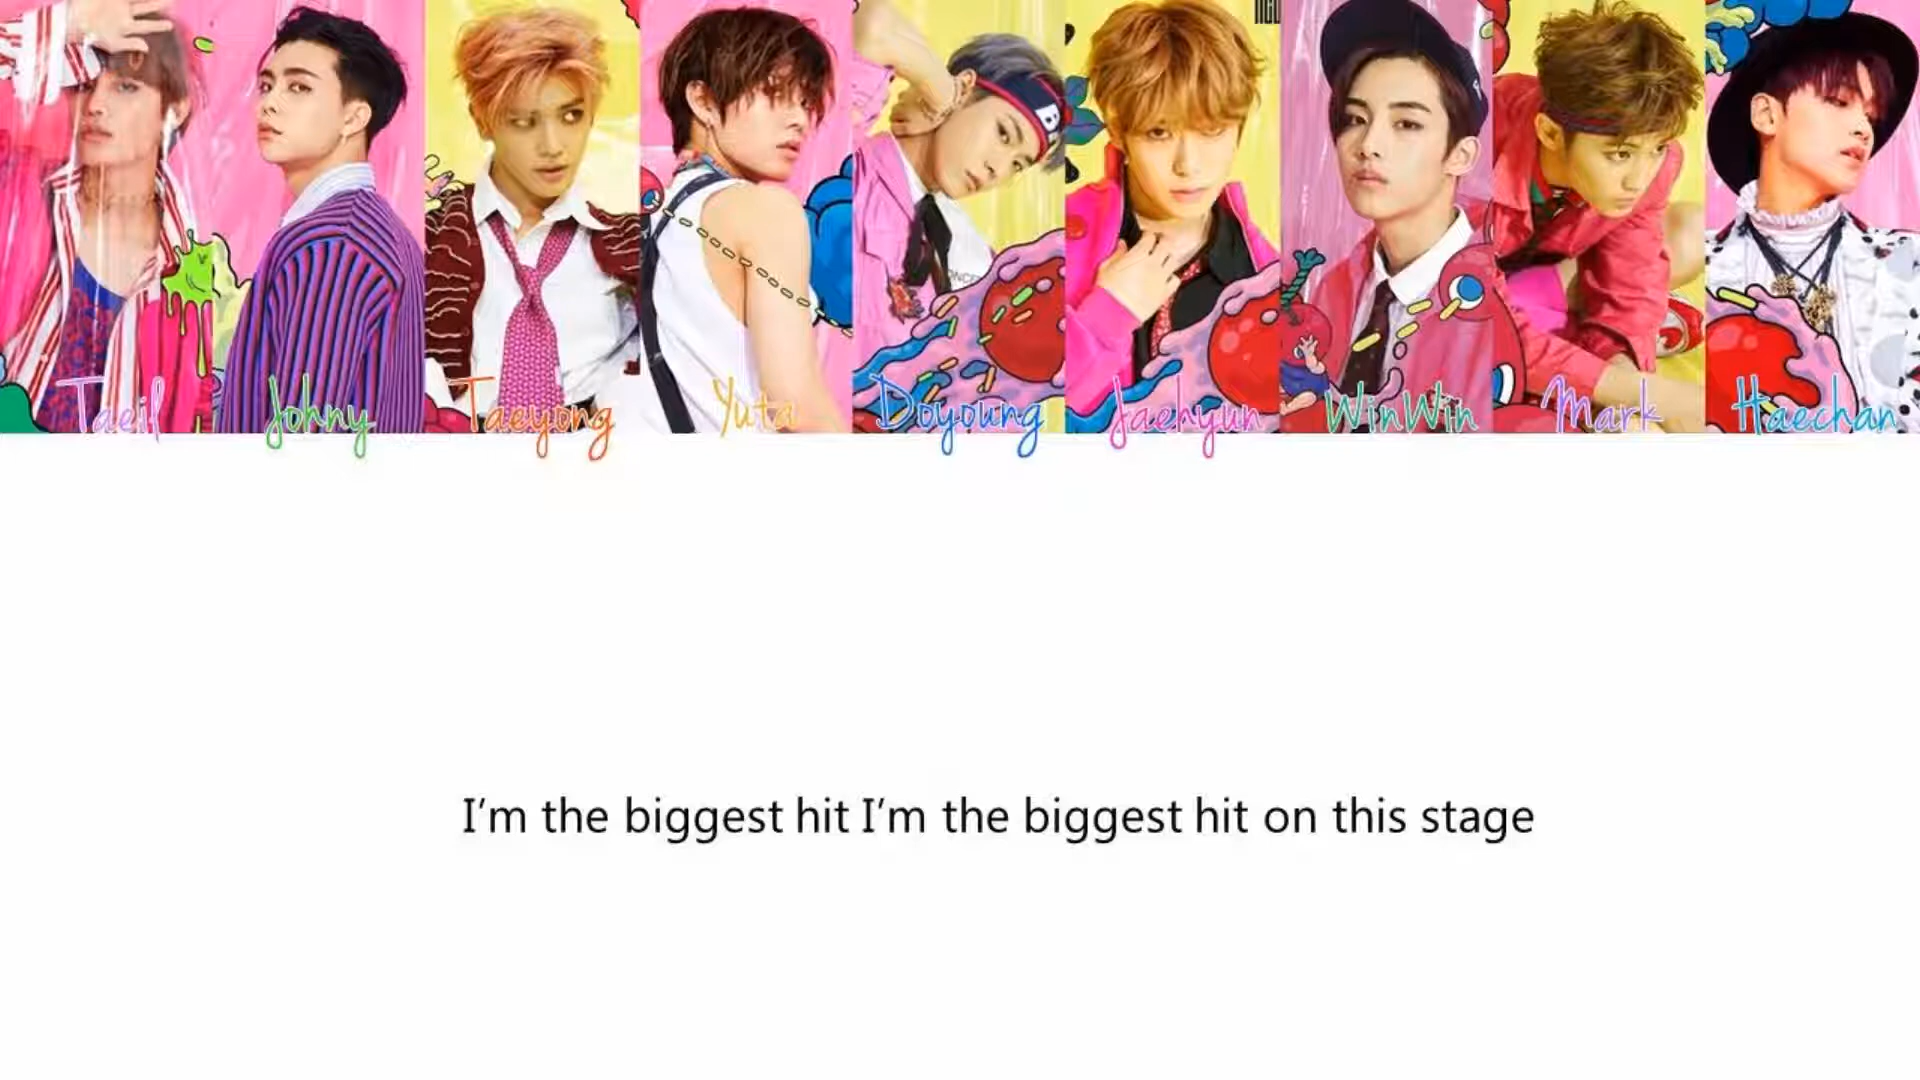 Taeil Johny Taeyong Yuta Doyoung Jaehyun WinWin Mark Haechan
I'm the biggest hit I'm the biggest hit on this stage